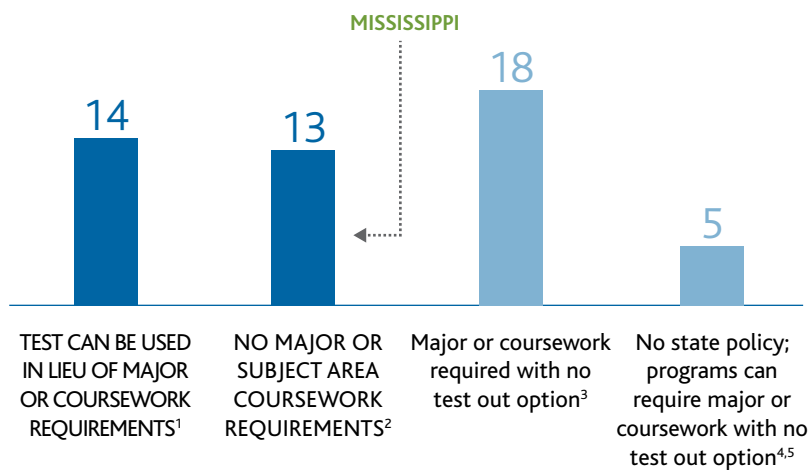 MISSISSIPPI
14
13
18
5
TEST CAN BE USED
IN LIEU OF MAJOR
OR COURSEWORK
REQUIREMENTS1
NO MAJOR OR
SUBJECT AREA
COURSEWORK
REQUIREMENTS2
Major or coursework
required with no
test out option3
No state policy;
programs can
require major or
coursework with no
test out option4,5